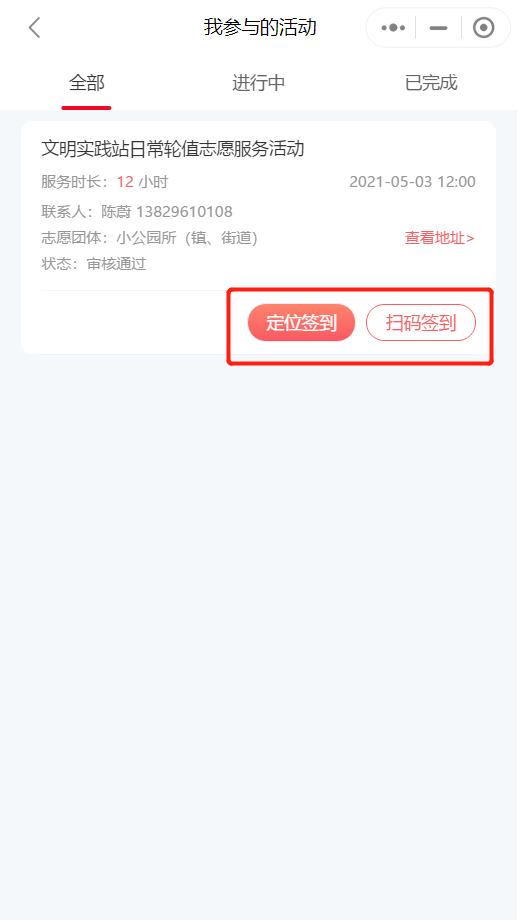 我参与的活动
全部 进行中 已完成
文明实践站日常轮值志愿服务活动
服务时长：12 小时 2021-05-03 12:00
联系人：陈蔚 13829610108
志愿团体：小公园所（镇、街道） 查看地址>
状态：审核通过
定位签到 扫码签到